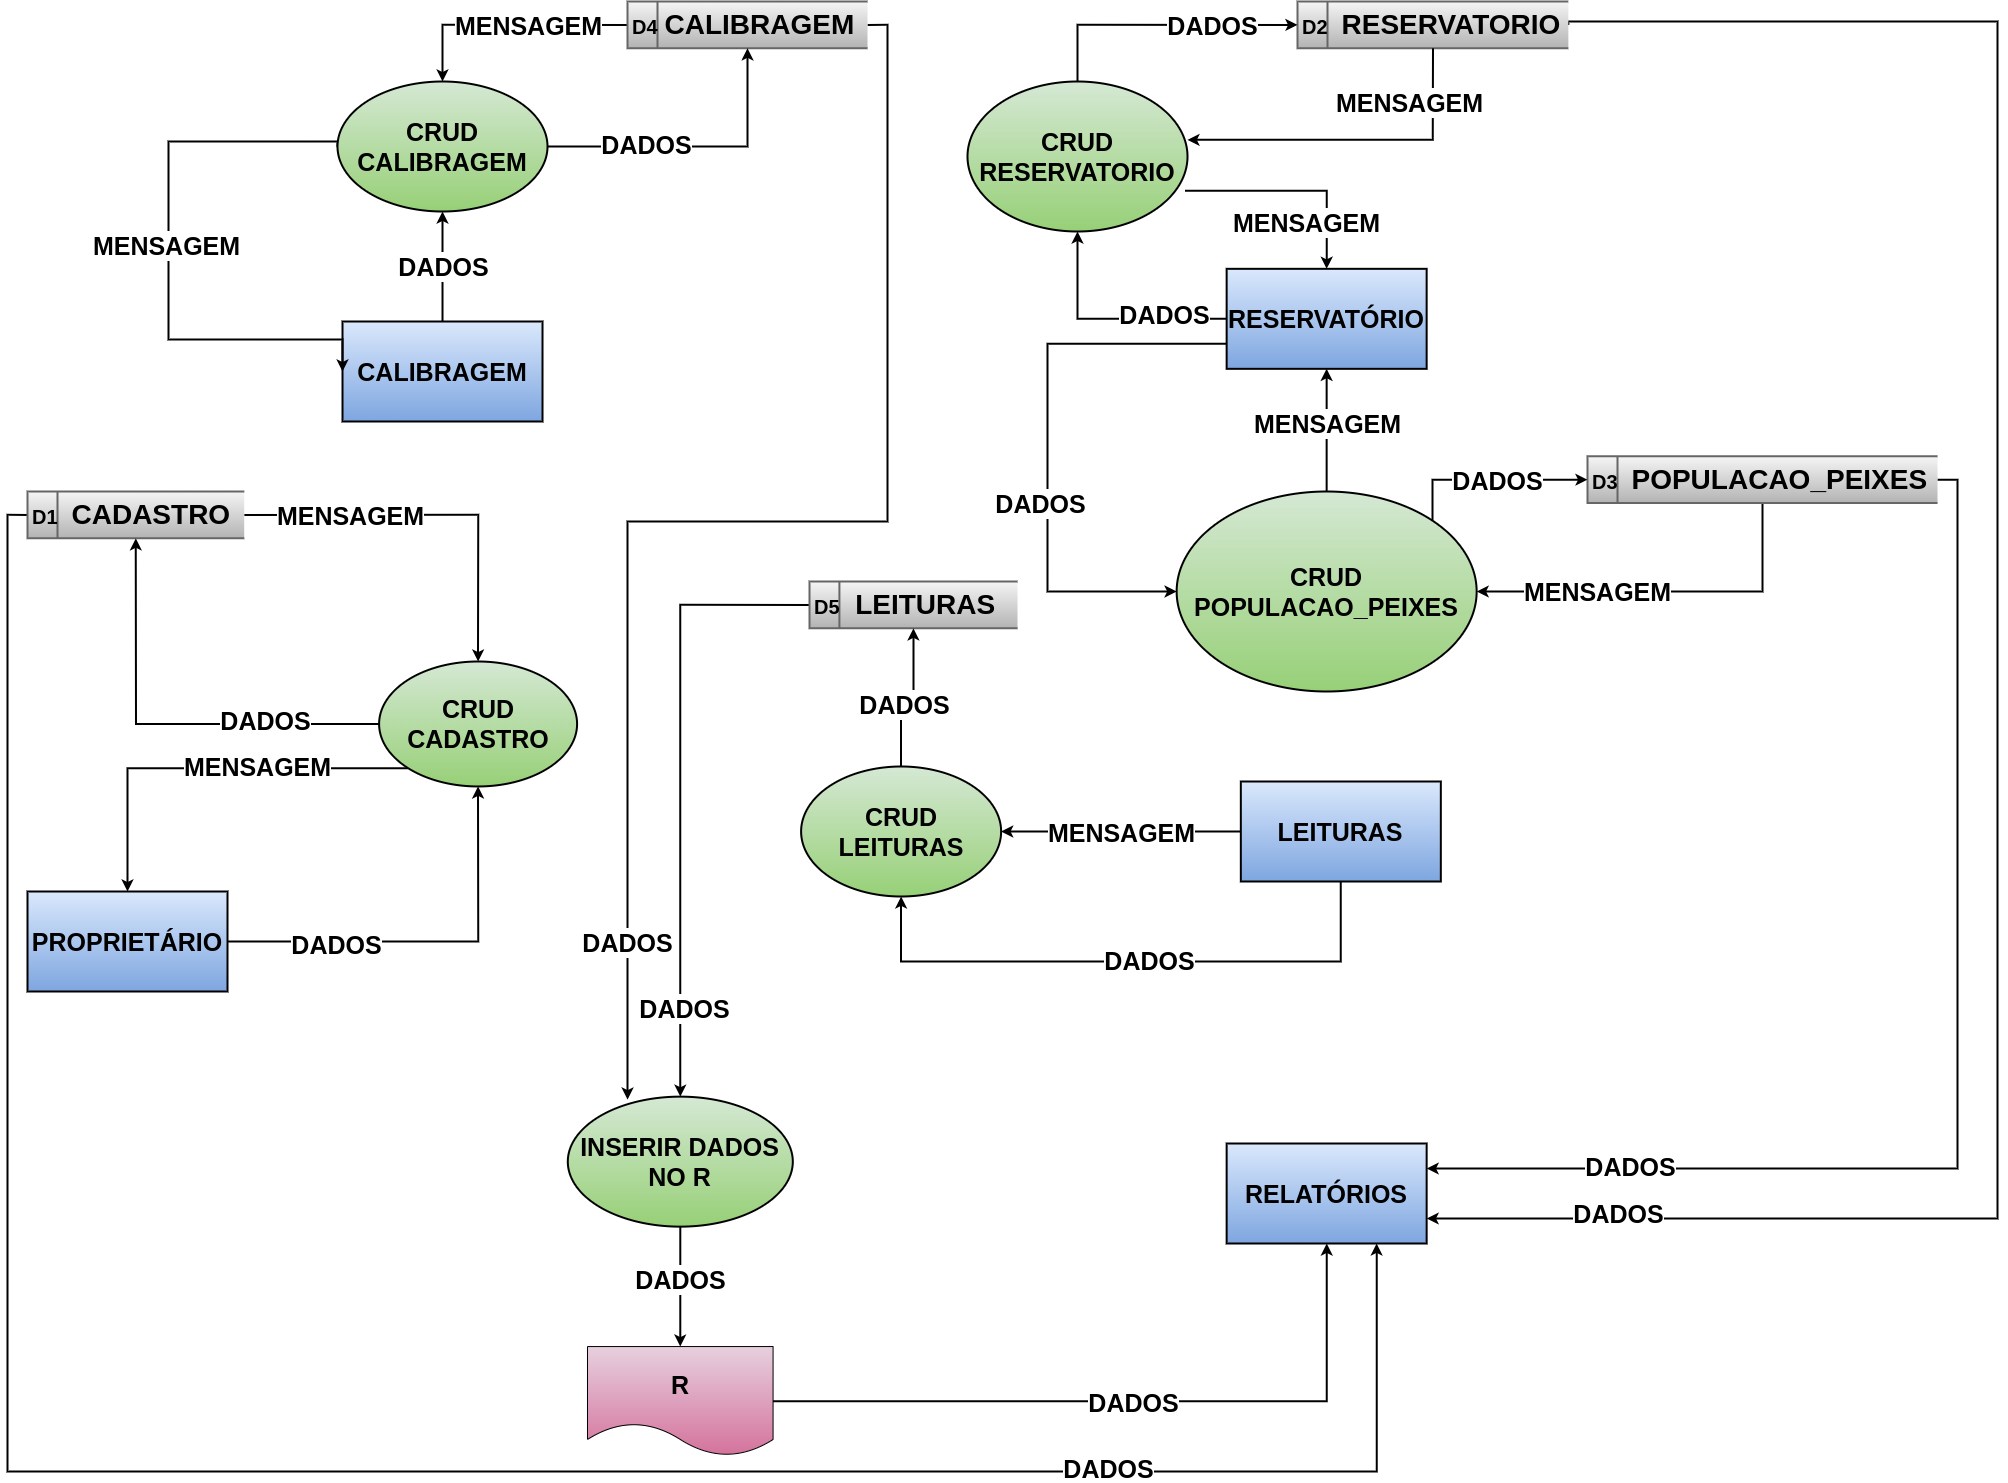 MENSAGEM
D4 CALIBRAGEM
DADOS
D2 RESERVATORIO
MENSAGEM
CRUD
CALIBRAGEM
DADOS
CRUD
RESERVATORIO
MENSAGEM
MENSAGEM
DADOS
DADOS
RESERVATÓRIO
CALIBRAGEM
MENSAGEM
DADOS
D3 POPULACAO_PEIXES
DADOS
D1 CADASTRO
MENSAGEM
CRUD
POPULACAO_PEIXES
MENSAGEM
D5 LEITURAS
DADOS
CRUD
CADASTRO
DADOS
MENSAGEM
CRUD
LEITURAS
MENSAGEM
LEITURAS
PROPRIETÁRIO
DADOS
DADOS
DADOS
DADOS
INSERIR DADOS
NO R
DADOS
RELATÓRIOS
DADOS
DADOS
R
DADOS
DADOS